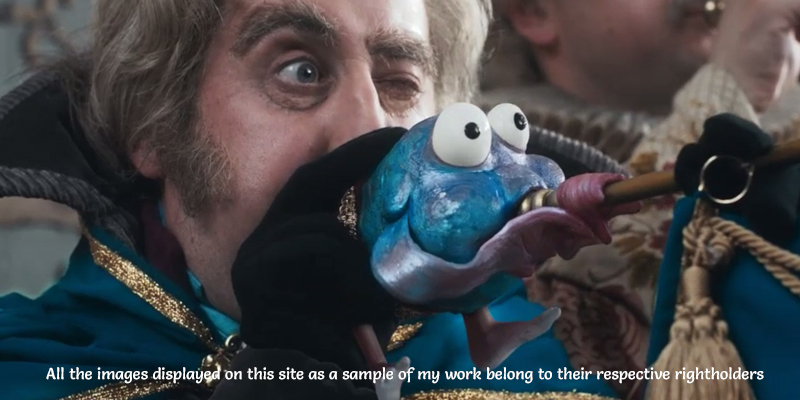 All the images displayed on this site as a sample of my work belong to their respective rightholders